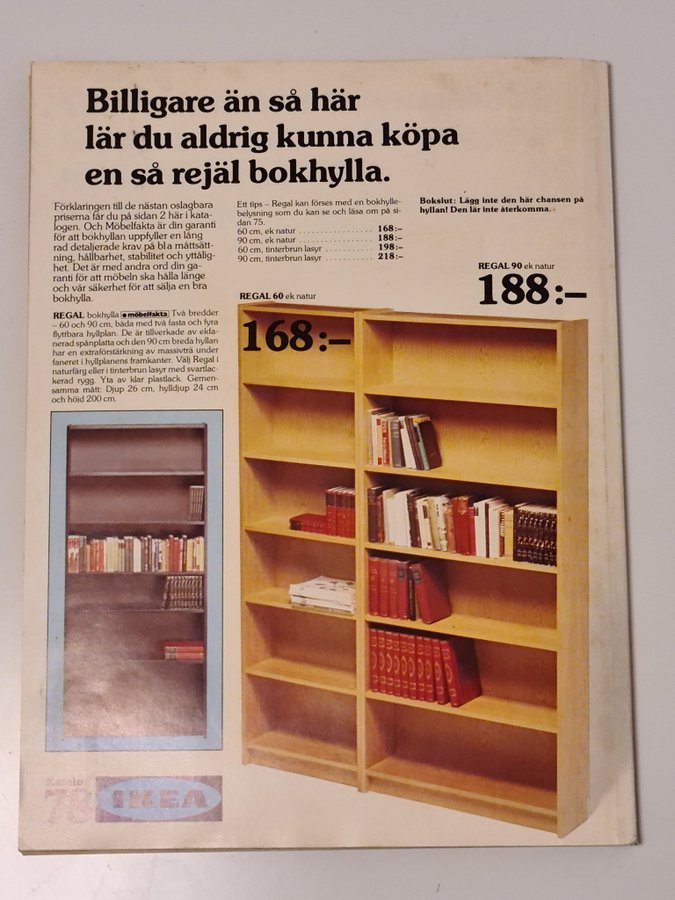 Billigare än så här
lär du aldrig kunna köpa
en så rejäl bokhylla.
Förklaringen till de nästan oslagbara
priserna får du på sidan 2 här i kata-
logen. Och Möbelfakta är din garanti
för att bokhyllan uppfyller en lång
rad detaljerade krav på bl a måttsätt-
ning, hållbarhet, stabilitet och yttålig-
het. Det är med andra ord din ga-
ranti för att möbeln ska hålla länge
och vår säkerhet för att sälja en bra
bokhylla.
REGAL bokhylla möbelfakta Två bredder
– 60 och 90 cm, båda med två fasta och fyra
flyttbara hyllplan. De är tillverkade av ekfa-
nerad spånplatta och den 90 cm breda hyllan
har en extraförstärkning av massivträ under
faneret i hyllplanens framkanter. Välj Regal i
naturfärg eller i tinterbrun lasyr med svartlac-
kerad rygg. Yta av klar plastlack. Gemen-
samma mått: Djup 26 cm, hylldjup 24 cm
och höjd 200 cm.
Ett tips – Regal kan förses med en bokhylle-
belysning som du kan se och läsa om på si-
dan 75.
60 cm, ek natur .............. 168:–
90 cm, ek natur .............. 188:–
60 cm, tinterbrun lasyr ........... 198:–
90 cm, tinterbrun lasyr ........... 218:–
Bokslut: Lägg inte den här chansen på
hyllan! Den lär inte återkomma.
REGAL 90 ek natur
188:–
REGAL 60 ek natur
168:–
Katalog
78 IKEA